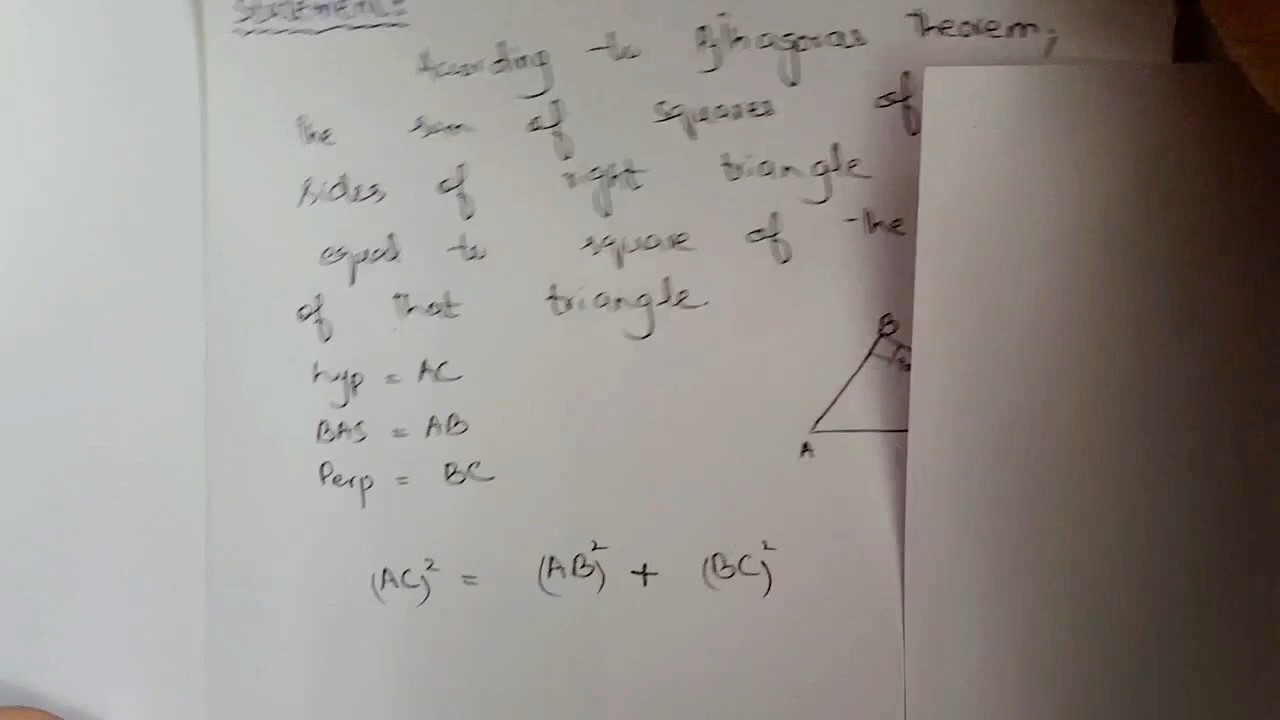 STATEMENT:
According to Pythagoras Theorem;
The sum of squares of
sides of right triangle
equal to square of the
of that triangle
hyp = AC
BAS = AB
Perp = BC
B
A
(AC)² = (AB)² + (BC)²